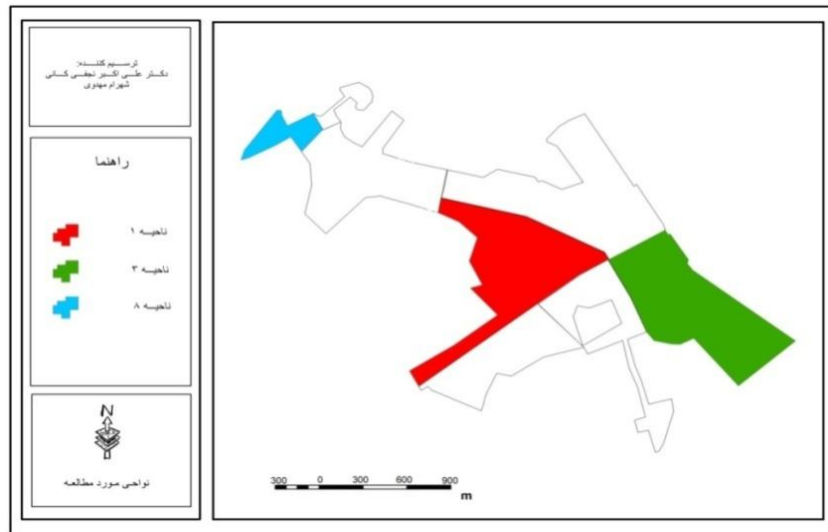 ترسیم کننده:
دکتر علی اکبر نجفی کانی
شهرام مهدوی
راهنما
ناحیه ۱
ناحیه ۳
ناحیه ۸
N
نواحی مورد مطالعه
300 0 300 600 900
m